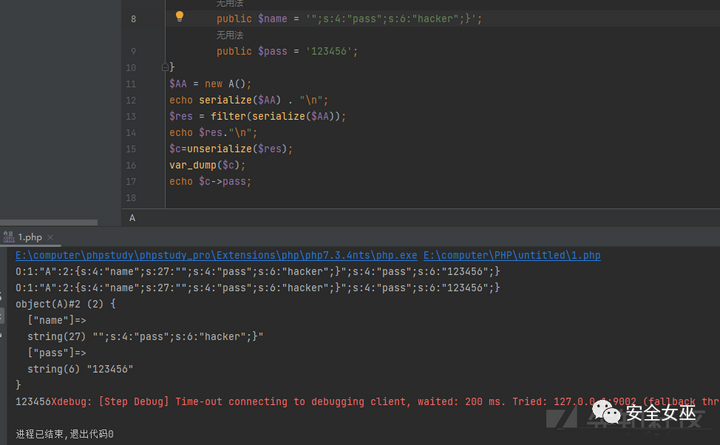 无用法
8 public $name = '";s:4:"pass";s:6:"hacker";}';
无用法
9 public $pass = '123456';
10 }
11 $AA = new A();
12 echo serialize($AA) . "\n";
13 $res = filter(serialize($AA));
14 echo $res."\n";
15 $c=unserialize($res);
16 var_dump($c);
17 echo $c->pass;
18
A
1.php
E:\computer\phpstudy\phpstudy_pro\Extensions\php\php7.3.4nts\php.exe E:\computer\PHP\untitled\1.php
O:1:"A":2:{s:4:"name";s:27:"";s:4:"pass";s:6:"hacker";}";s:4:"pass";s:6:"123456";}
O:1:"A":2:{s:4:"name";s:27:"";s:4:"pass";s:6:"hacker";}";s:4:"pass";s:6:"123456";}
object(A)#2 (2) {
["name"]=>
string(27) "";s:4:"pass";s:6:"hacker";}"
["pass"]=>
string(6) "123456"
}
123456Xdebug: [Step Debug] Time-out connecting to debugging client, waited: 200 ms. Tried: 127.0.0.1:9002 (fallback thr
安全女巫
进程已结束,退出代码0